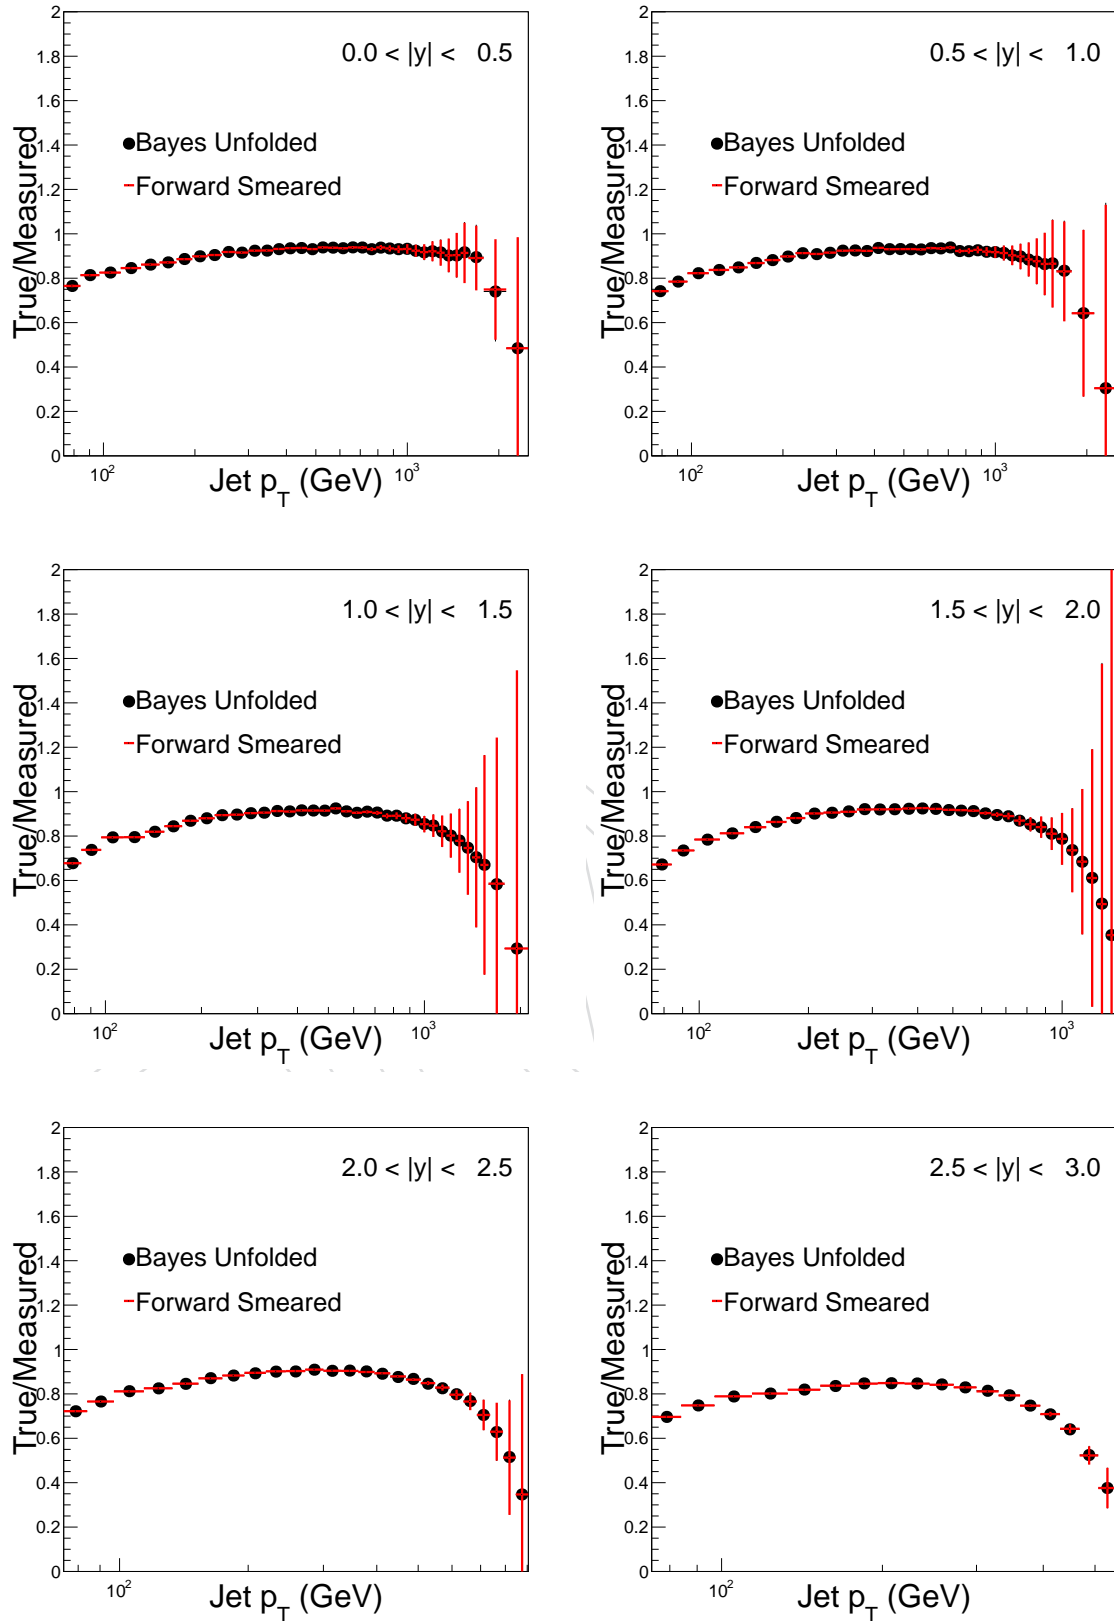 2
1.8
1.6
1.4
1.2
1
0.8
0.6
0.4
0.2
0
True/Measured
0.0 < |y| < 0.5
Bayes Unfolded
Forward Smeared
10²
10³
Jet p_T (GeV)
2
1.8
1.6
1.4
1.2
1
0.8
0.6
0.4
0.2
0
True/Measured
0.5 < |y| < 1.0
Bayes Unfolded
Forward Smeared
10²
10³
Jet p_T (GeV)
2
1.8
1.6
1.4
1.2
1
0.8
0.6
0.4
0.2
0
True/Measured
1.0 < |y| < 1.5
Bayes Unfolded
Forward Smeared
10²
10³
Jet p_T (GeV)
2
1.8
1.6
1.4
1.2
1
0.8
0.6
0.4
0.2
0
True/Measured
1.5 < |y| < 2.0
Bayes Unfolded
Forward Smeared
10²
10³
Jet p_T (GeV)
2
1.8
1.6
1.4
1.2
1
0.8
0.6
0.4
0.2
0
True/Measured
2.0 < |y| < 2.5
Bayes Unfolded
Forward Smeared
10²
Jet p_T (GeV)
2
1.8
1.6
1.4
1.2
1
0.8
0.6
0.4
0.2
0
True/Measured
2.5 < |y| < 3.0
Bayes Unfolded
Forward Smeared
10²
Jet p_T (GeV)